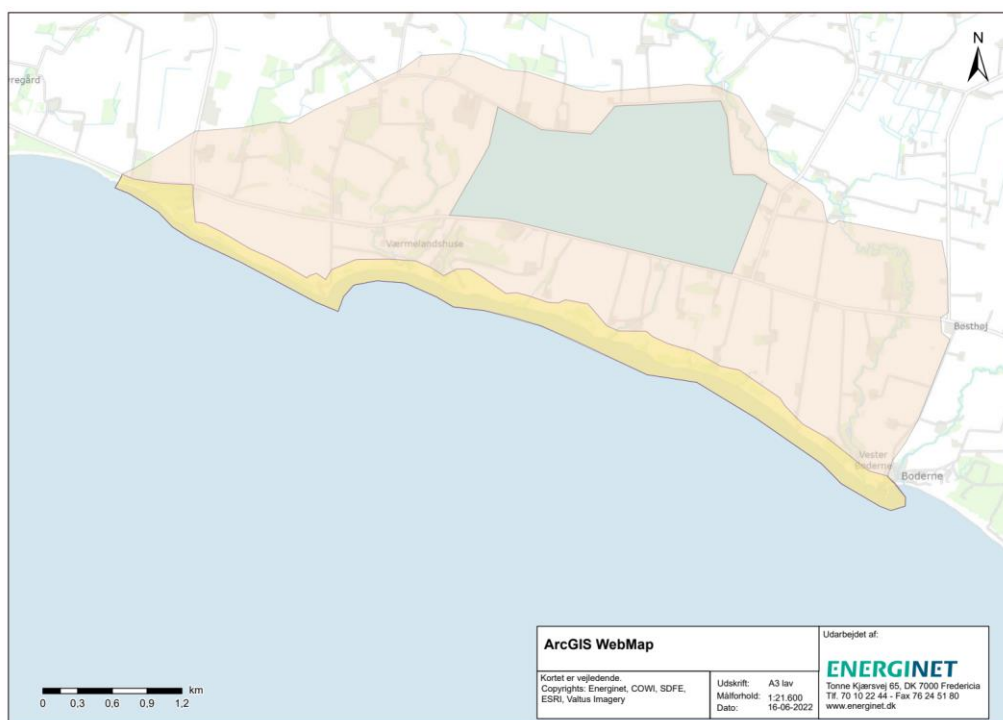 N
Værmelandshuse
Bosthøj
Vester
Boderne
Boderne
km
0 0.3 0.6 0.9 1.2
ArcGIS WebMap
Kortet er vejledende.
Copyrights: Energinet, COWI, SDFE,
ESRI, Valtus Imagery
Udskrift: A3 lav
Målforhold: 1:21.600
Dato: 16-06-2022
Udarbejdet af:
ENERGINET
Tonne Kjærsvej 65, DK 7000 Fredericia
Tlf. 70 10 22 44 - Fax 76 24 51 80
www.energinet.dk